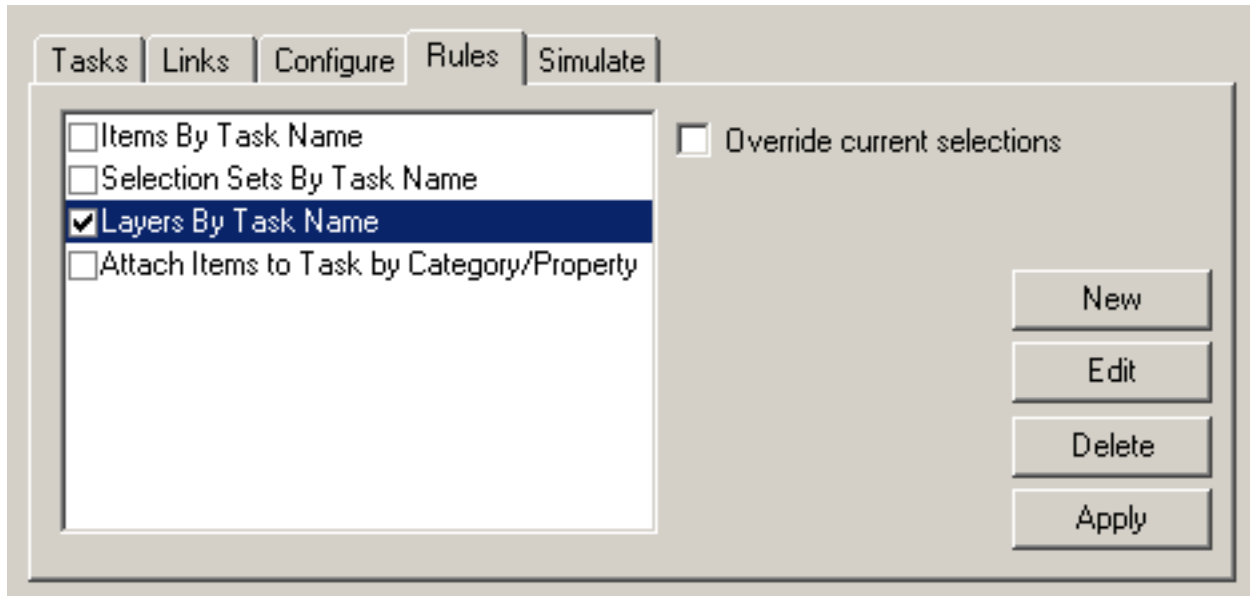 Tasks Links Configure Rules Simulate
Items By Task Name
Override current selections
Selection Sets By Task Name
Layers By Task Name
Attach Items to Task by Category/Property
New
Edit
Delete
Apply